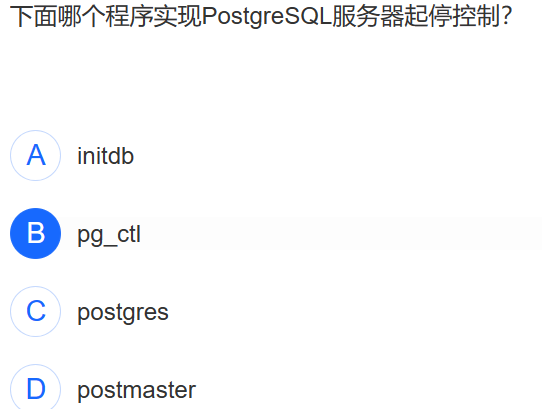 下面哪个程序实现PostgreSQL服务器起停控制?
A initdb
B pg_ctl
C postgres
D postmaster